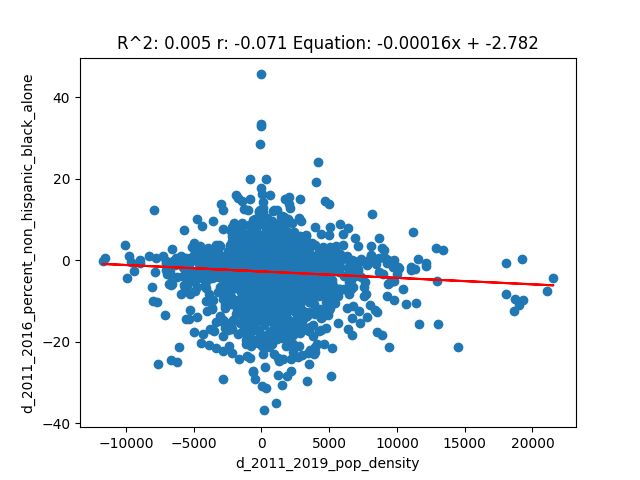 R^2: 0.005 r: -0.071 Equation: -0.00016x + -2.782
d_2011_2016_percent_non_hispanic_black_alone
40
20
0
−20
−40
−10000 −5000 0 5000 10000 15000 20000
d_2011_2019_pop_density